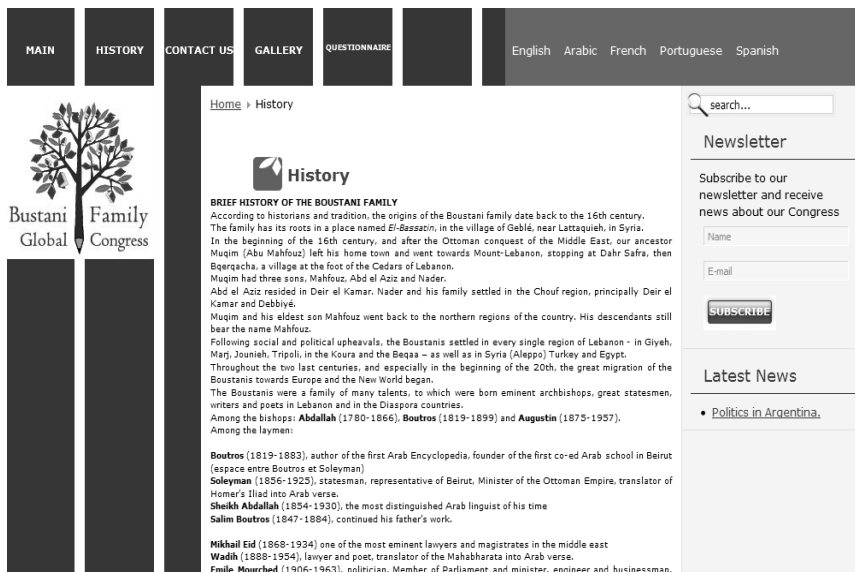 MAIN
HISTORY
CONTACT US
GALLERY
QUESTIONNAIRE
English Arabic French Portuguese Spanish
Bustani Family
Global Congress
Home › History
History
BRIEF HISTORY OF THE BOUSTANI FAMILY
According to historians and tradition, the origins of the Boustani family date back to the 16th century.
The family has its roots in a place named El-Bassatin, in the village of Geblé, near Lattaquieh, in Syria.
In the beginning of the 16th century, and after the Ottoman conquest of the Middle East, our ancestor
Muqim (Abu Mahfouz) left his home town and went towards Mount-Lebanon, stopping at Dahr Safra, then
Bqerqacha, a village at the foot of the Cedars of Lebanon.
Muqim had three sons, Mahfouz, Abd el Aziz and Nader.
Abd el Aziz resided in Deir el Kamar. Nader and his family settled in the Chouf region, principally Deir el
Kamar and Debbiyé.
Muqim and his eldest son Mahfouz went back to the northern regions of the country. His descendants still
bear the name Mahfouz.
Following social and political upheavals, the Boustanis settled in every single region of Lebanon - in Giyeh,
Marj, Jounieh, Tripoli, in the Koura and the Beqaa – as well as in Syria (Aleppo) Turkey and Egypt.
Throughout the two last centuries, and especially in the beginning of the 20th, the great migration of the
Boustanis towards Europe and the New World began.
The Boustanis were a family of many talents, to which were born eminent archbishops, great statesmen,
writers and poets in Lebanon and in the Diaspora countries.
Among the bishops: Abdallah (1780-1866), Boutros (1819-1899) and Augustin (1875-1957).
Among the laymen:
Boutros (1819-1883), author of the first Arab Encyclopedia, founder of the first co-ed Arab school in Beirut
(espace entre Boutros et Soleyman)
Soleyman (1856-1925), statesman, representative of Beirut, Minister of the Ottoman Empire, translator of
Homer's Iliad into Arab verse.
Sheikh Abdallah (1854-1930), the most distinguished Arab linguist of his time
Salim Boutros (1847-1884), continued his father's work.
Mikhail Eid (1868-1934) one of the most eminent lawyers and magistrates in the middle east
Wadih (1888-1954), lawyer and poet, translator of the Mahabharata into Arab verse.
Emile Mourched (1906-1963), politician, Member of Parliament and minister, engineer and businessman,
search...
Newsletter
Subscribe to our
newsletter and receive
news about our Congress
Name
E-mail
SUBSCRIBE
Latest News
• Politics in Argentina.